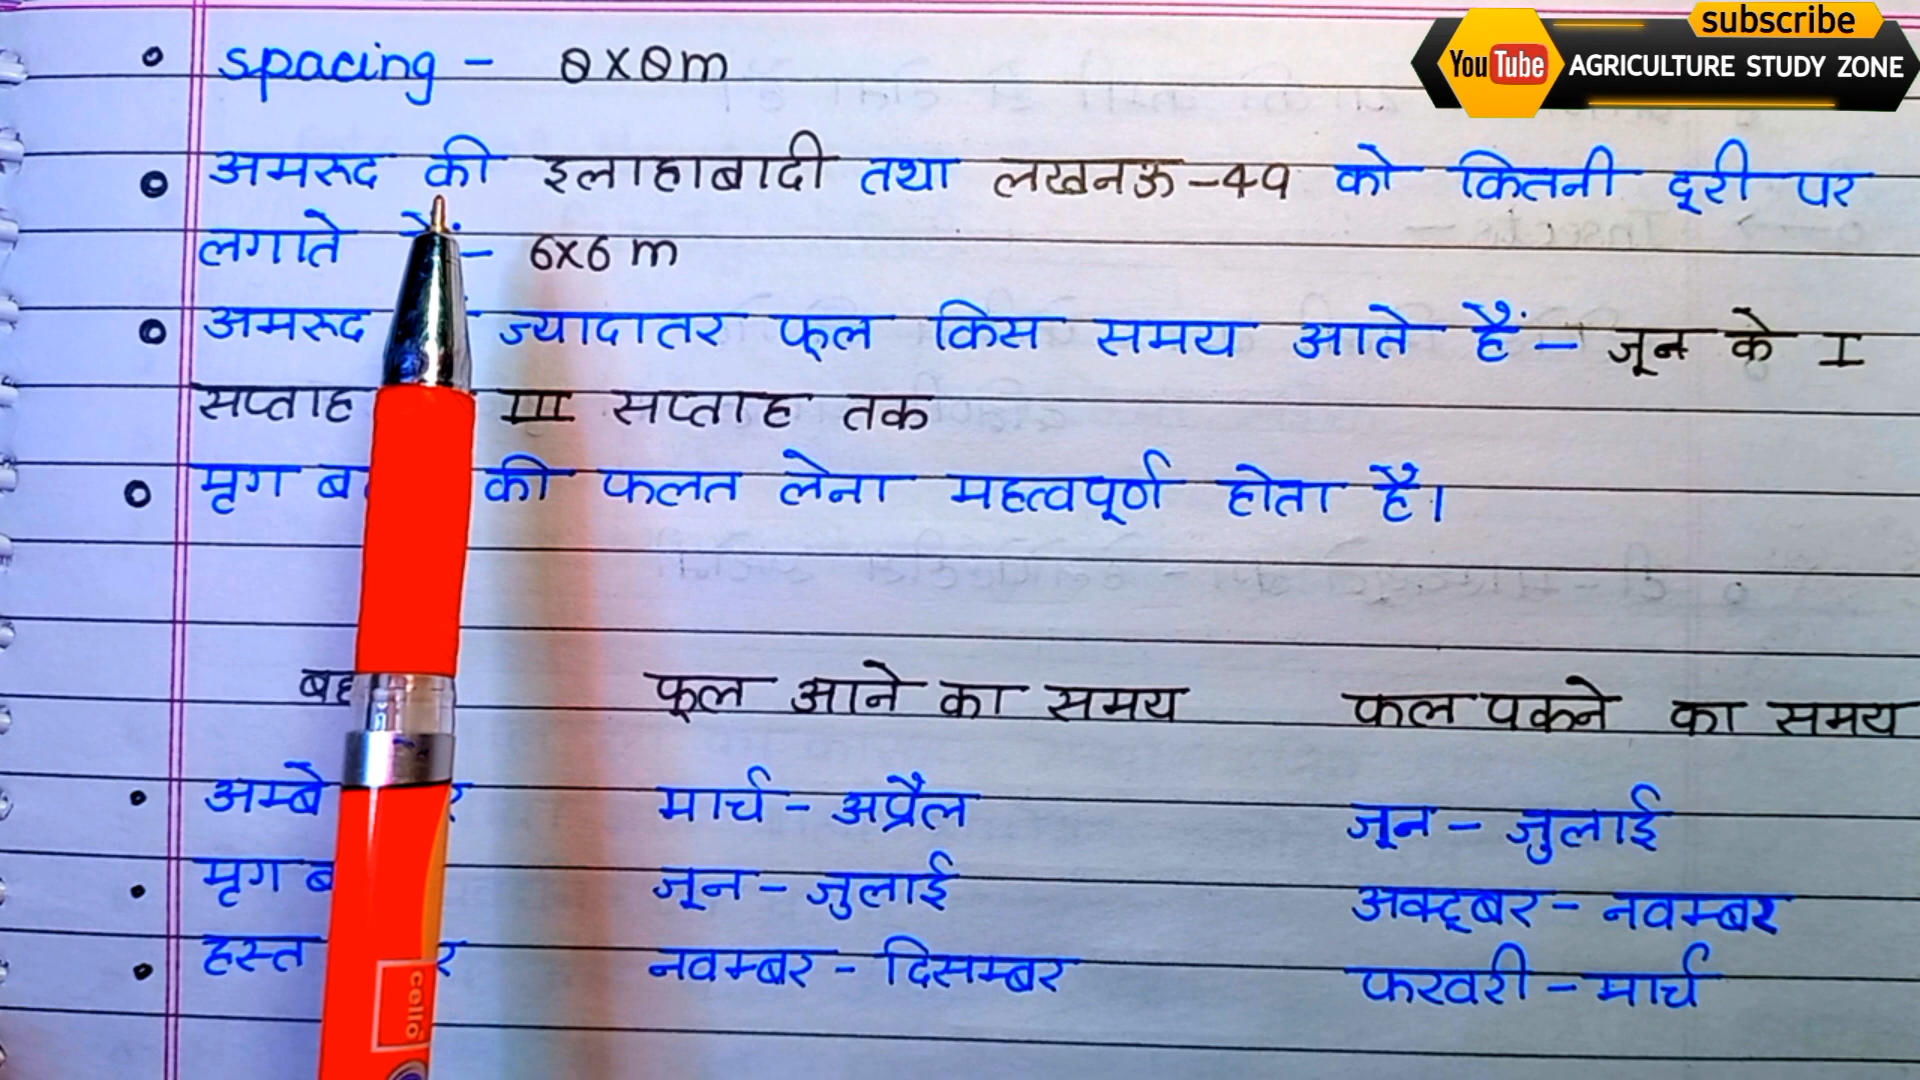 subscribe
YouTube AGRICULTURE STUDY ZONE
• spacing - 8x8m
• अमरूद की इलाहाबादी तथा लखनऊ-49 को कितनी दूरी पर
लगाते हैं- 6x6 m
• अमरूद ज्यादातर फूल किस समय आते हैं - जून के I
सप्ताह III सप्ताह तक
• मृग की फलत लेना महत्वपूर्ण होता है।
फूल आने का समय फल पकने का समय
• मार्च - अप्रैल जून - जुलाई
• मृग जून - जुलाई अक्टूबर - नवम्बर
• हस्त नवम्बर - दिसम्बर फरवरी - मार्च
cello